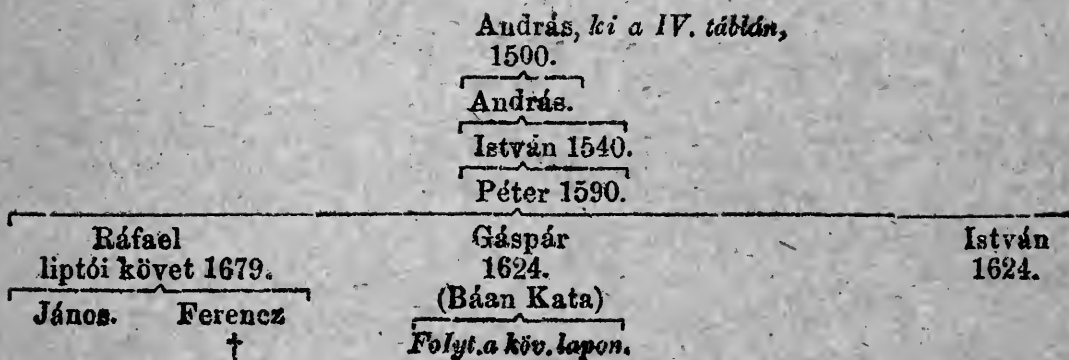 András, ki a IV. táblán,
1500.
András.
István 1540.
Péter 1590.
Ráfael Gáspár István
liptói követ 1679. 1624. 1624.
(Báan Kata)
János. Ferencz
†
Folyt. a köv. lapon.